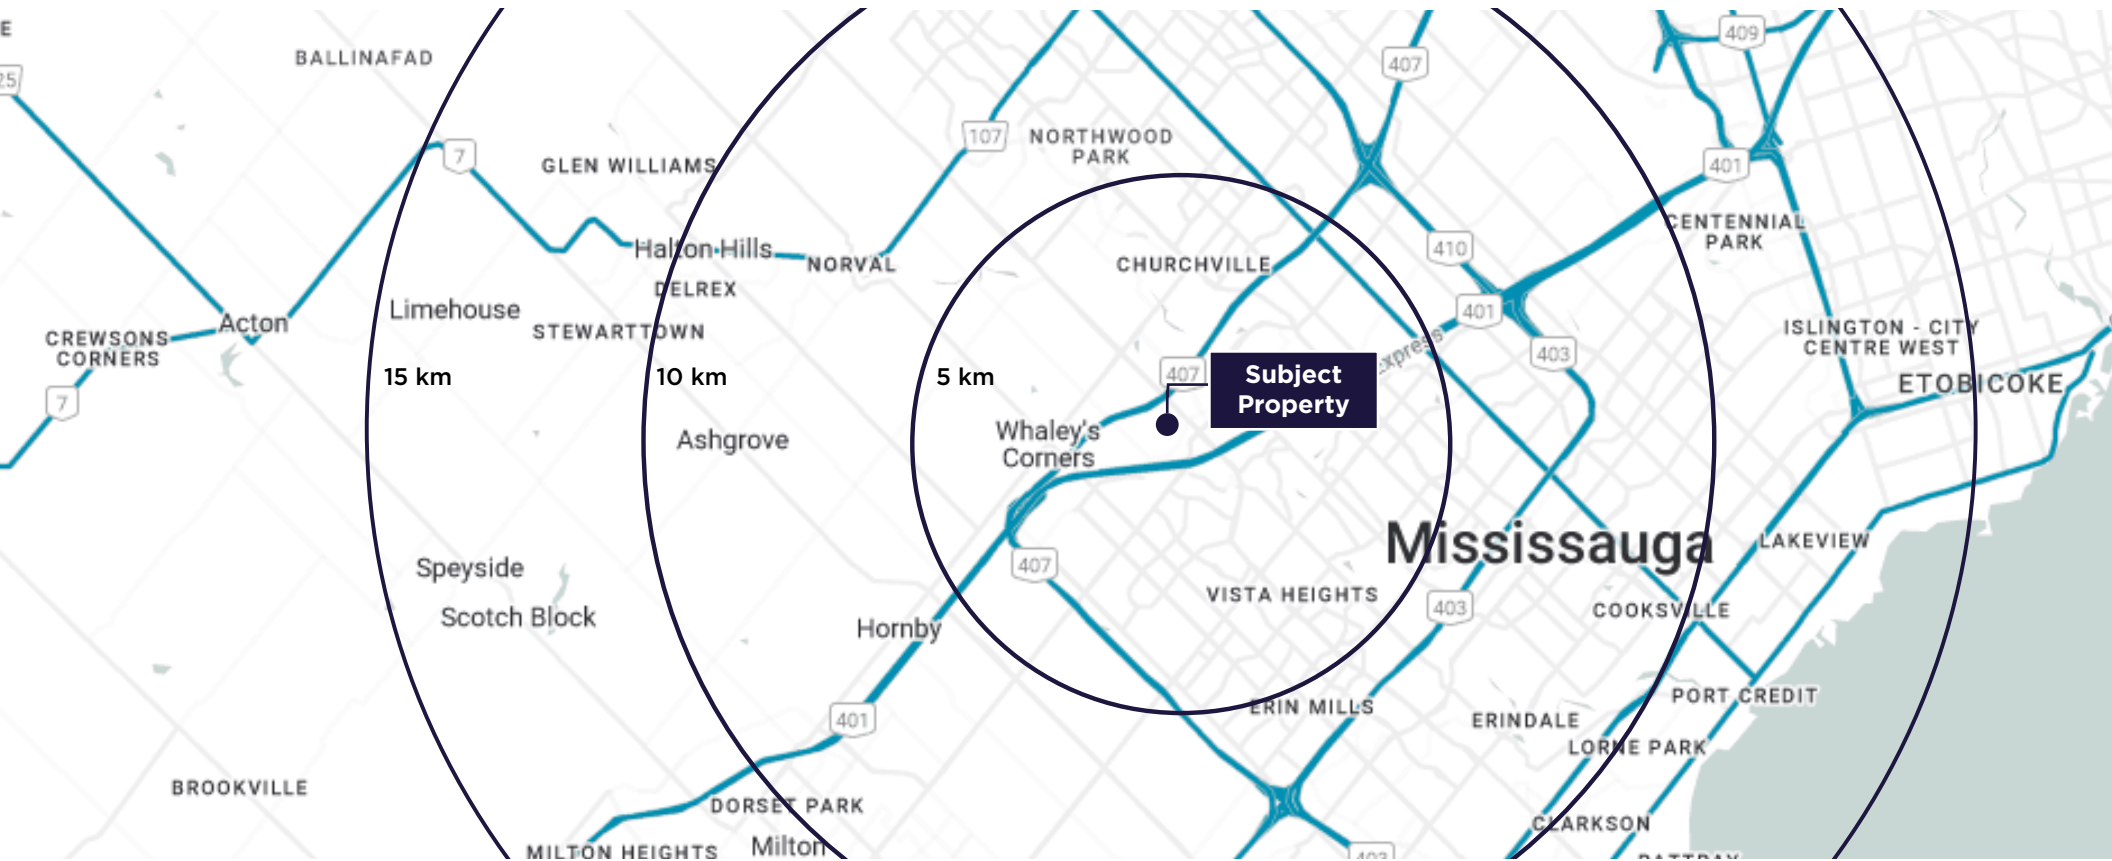 E
BALLINAFAD
409
407
25
107
NORTHWOOD
PARK
7
GLEN WILLIAMS
401
CENTENNIAL
PARK
410
Halton Hills
NORVAL
CHURCHVILLE
DELREX
Limehouse
STEWARTTOWN
Acton
CREWSONS
CORNERS
401
ISLINGTON - CITY
CENTRE WEST
Express
403
15 km
10 km
5 km
407
Subject
Property
ETOBICOKE
7
Whaley's
Corners
Ashgrove
Mississauga
LAKEVIEW
Speyside
407
Scotch Block
VISTA HEIGHTS
403
COOKSVILLE
Hornby
PORT CREDIT
ERIN MILLS
401
ERINDALE
LORNE PARK
BROOKVILLE
DORSET PARK
CLARKSON
Milton
MILTON HEIGHTS
403